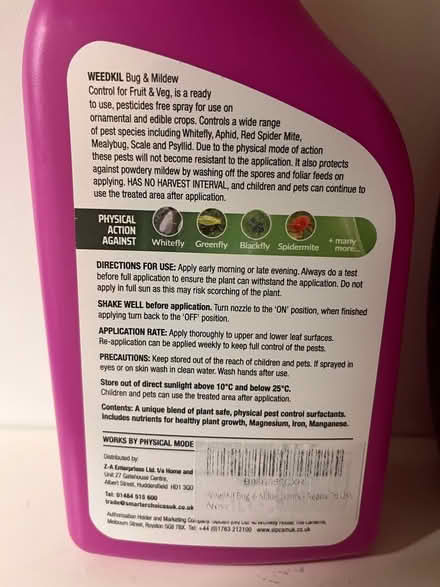 WEEDKIL Bug & Mildew
Control for Fruit & Veg, is a ready
to use, pesticides free spray for use on
ornamental and edible crops. Controls a wide range
of pest species including Whitefly, Aphid, Red Spider Mite,
Mealybug, Scale and Psyllid. Due to the physical mode of action
these pests will not become resistant to the application. It also protects
against powdery mildew by washing off the spores and foliar feeds on
applying. HAS NO HARVEST INTERVAL, and children and pets can continue to
use the treated area after application.
PHYSICAL
ACTION
AGAINST
Whitefly Greenfly Blackfly Spidermite
+ many
more...
DIRECTIONS FOR USE: Apply early morning or late evening. Always do a test
before full application to ensure the plant can withstand the application. Do not
apply in full sun as this may risk scorching of the plant.
SHAKE WELL before application. Turn nozzle to the 'ON' position, when finished
applying turn back to the 'OFF' position.
APPLICATION RATE: Apply thoroughly to upper and lower leaf surfaces.
Re-application can be applied weekly to keep full control of the pests.
PRECAUTIONS: Keep stored out of the reach of children and pets. If sprayed in
eyes or on skin wash in clean water. Wash hands after use.
Store out of direct sunlight above 10°C and below 25°C.
Children and pets can use the treated area after application.
Contents: A unique blend of plant safe, physical pest control surfactants.
Includes nutrients for healthy plant growth, Magnesium, Iron, Manganese.
WORKS BY PHYSICAL MODE
Distributed by
Z-A Enterprises Ltd. t/a Home and
Unit 27 Gatehouse Centre,
Albert Street, Huddersfield HD1 3QD
Tel: 01484 515 600
trade@smarterchoicesuk.co.uk
Authorisation Holder and Marketing Company
Melbourn Street, Royston SG8 7BX Tel: +44 (0)1763 212100 www.sipcamuk.co.uk